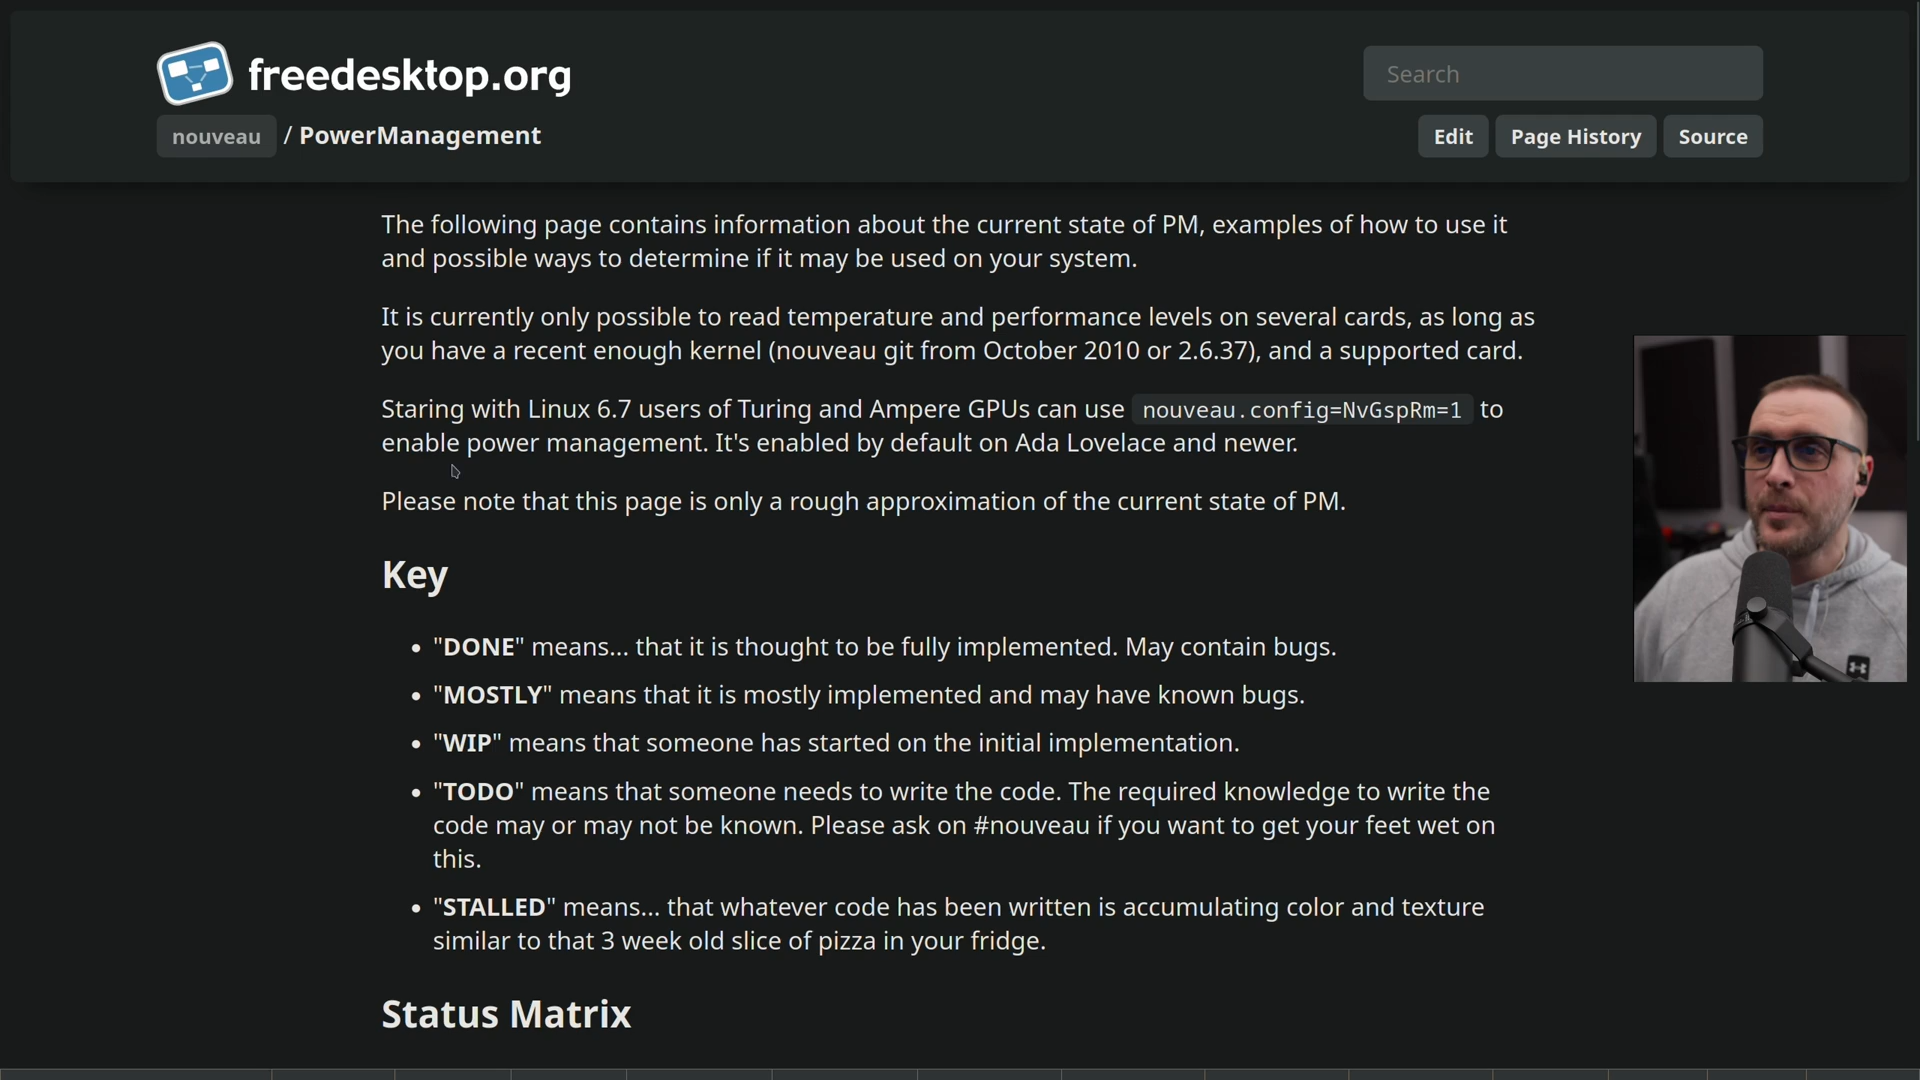 freedesktop.org
Search
nouveau / PowerManagement
Edit
Page History
Source
The following page contains information about the current state of PM, examples of how to use it
and possible ways to determine if it may be used on your system.
It is currently only possible to read temperature and performance levels on several cards, as long as
you have a recent enough kernel (nouveau git from October 2010 or 2.6.37), and a supported card.
Staring with Linux 6.7 users of Turing and Ampere GPUs can use nouveau.config=NvGspRm=1 to
enable power management. It's enabled by default on Ada Lovelace and newer.
Please note that this page is only a rough approximation of the current state of PM.
Key
• "DONE" means... that it is thought to be fully implemented. May contain bugs.
• "MOSTLY" means that it is mostly implemented and may have known bugs.
• "WIP" means that someone has started on the initial implementation.
• "TODO" means that someone needs to write the code. The required knowledge to write the
code may or may not be known. Please ask on #nouveau if you want to get your feet wet on
this.
• "STALLED" means... that whatever code has been written is accumulating color and texture
similar to that 3 week old slice of pizza in your fridge.
Status Matrix